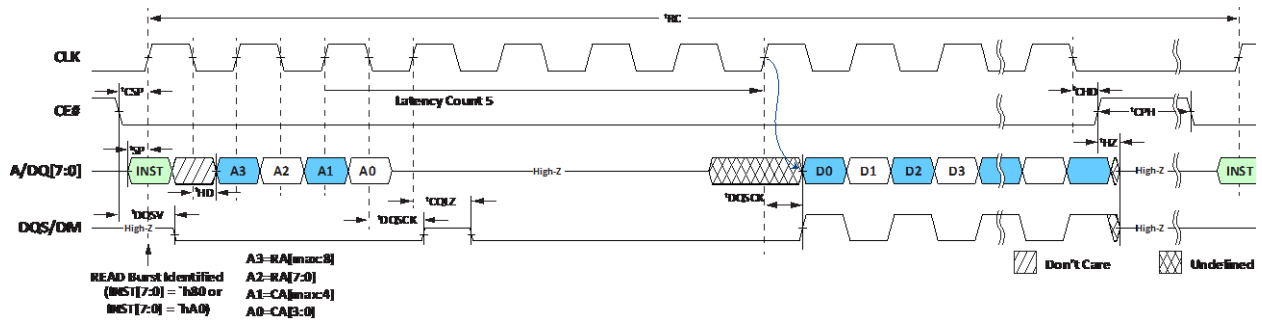 tRC
CLK
tCSP
Latency Count 5
tCHD
tCPH
CE#
tSP
tHZ
A/DQ[7:0]
INST
A3
A2
A1
A0
High-Z
D0
D1
D2
D3
High-Z
INST
tHD
tDQSV
tDQSCK
tCQLZ
tDQSCK
DQS/DM
High-Z
High-Z
READ Burst Identified
(INST[7:0] = `h80 or
INST[7:0] = `hA0)
A3=RA[max:8]
A2=RA[7:0]
A1=CA[max:4]
A0=CA[3:0]
Don't Care
Undefined